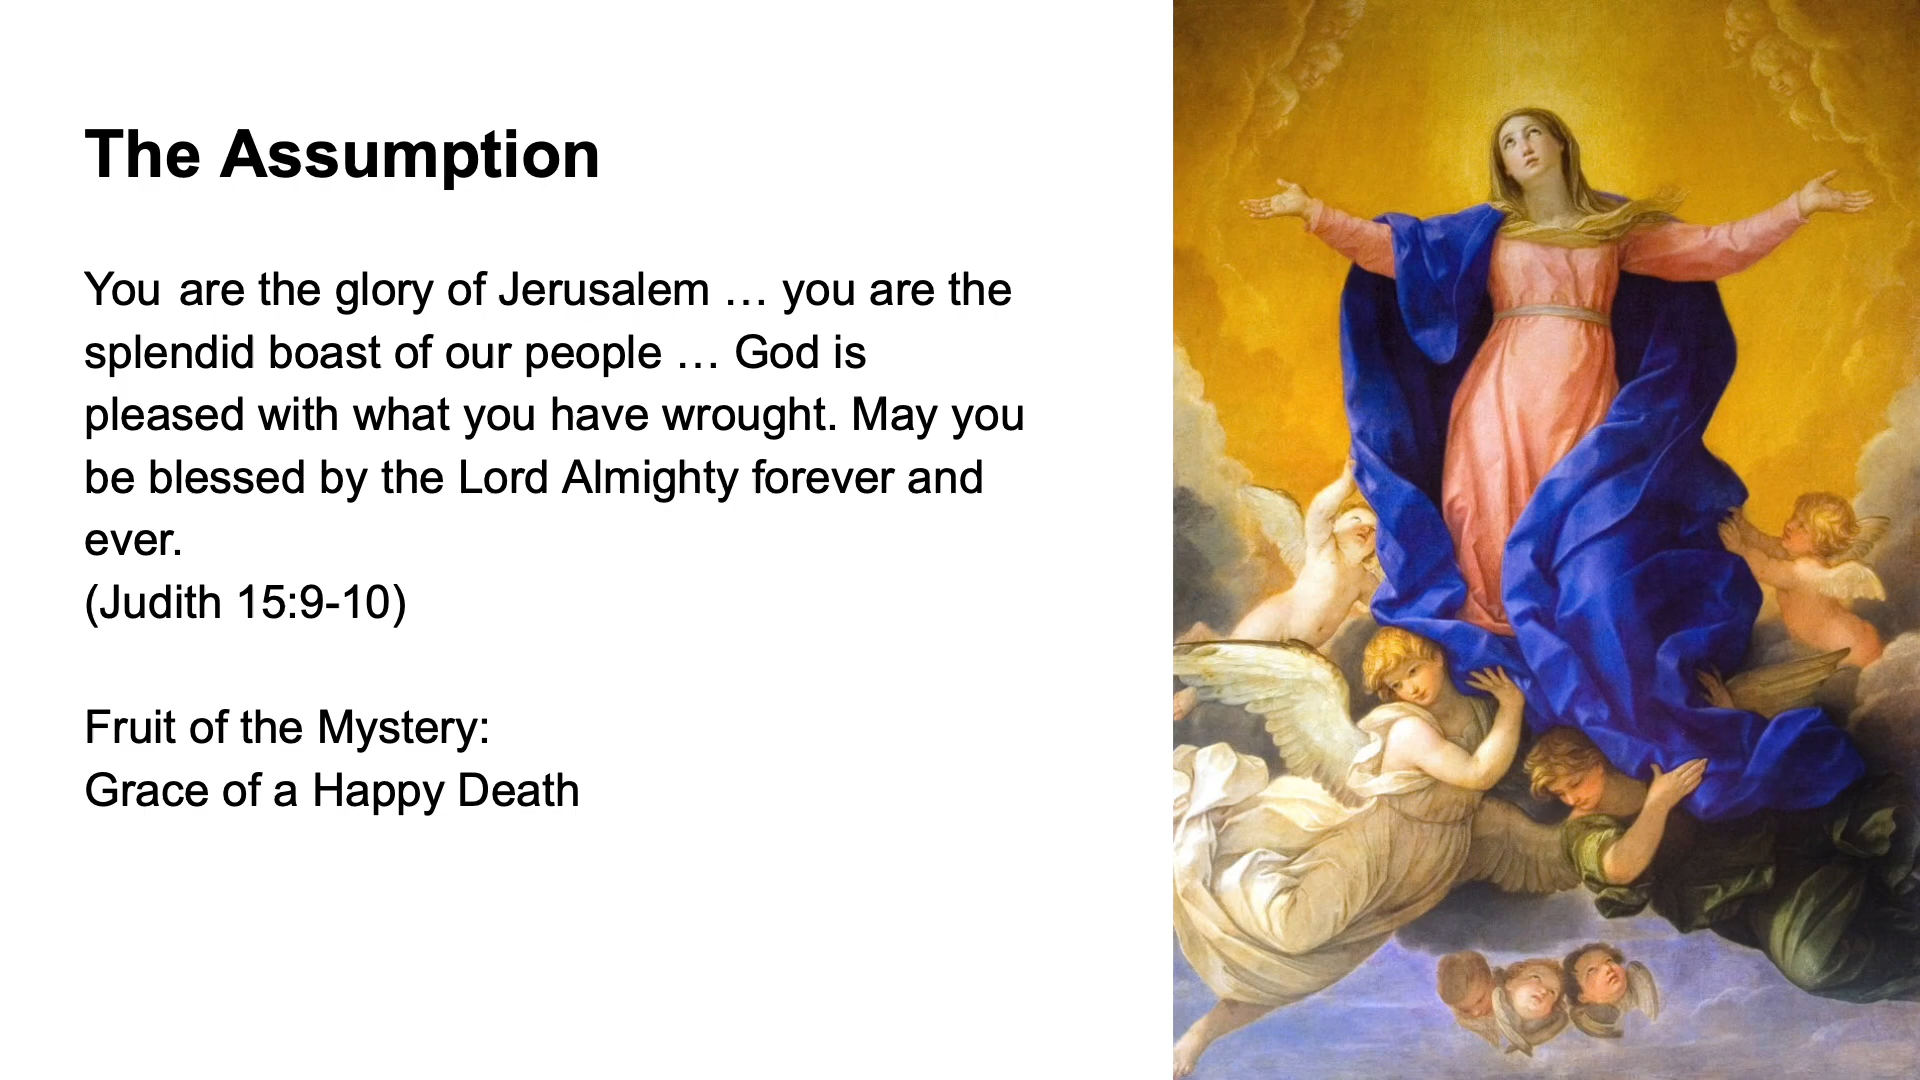 The Assumption
You are the glory of Jerusalem … you are the
splendid boast of our people … God is
pleased with what you have wrought. May you
be blessed by the Lord Almighty forever and
ever.
(Judith 15:9-10)
Fruit of the Mystery:
Grace of a Happy Death